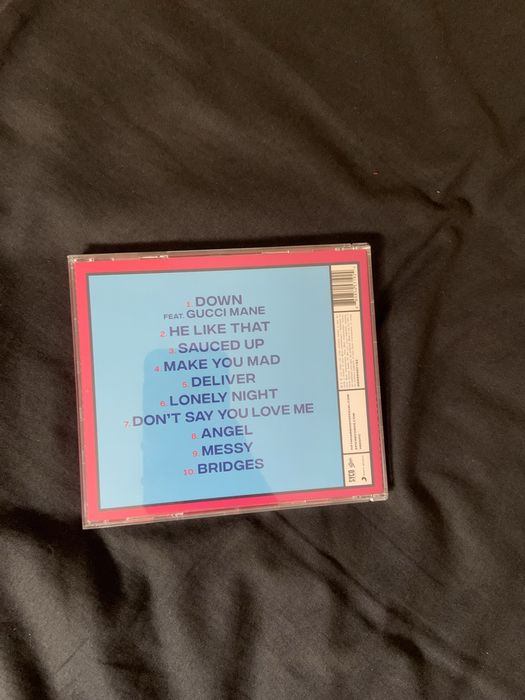 1. DOWN
FEAT. GUCCI MANE
2. HE LIKE THAT
3. SAUCED UP
4. MAKE YOU MAD
5. DELIVER
6. LONELY NIGHT
7. DON'T SAY YOU LOVE ME
8. ANGEL
9. MESSY
10. BRIDGES
SYCO